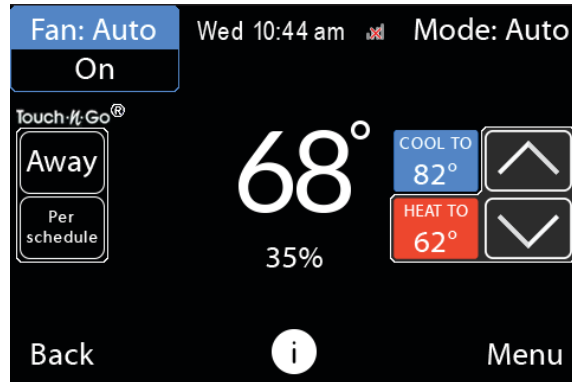 Fan: Auto
Wed 10:44 am
Mode: Auto
On
Touch·N·Go®
Away
Per
schedule
68°
35%
COOL TO
82°
HEAT TO
62°
Back
i
Menu